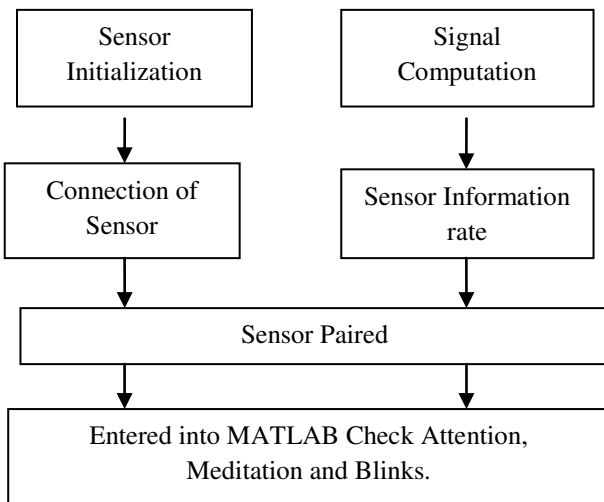 Sensor
Initialization
Signal
Computation
Connection of
Sensor
Sensor Information
rate
Sensor Paired
Entered into MATLAB Check Attention,
Meditation and Blinks.